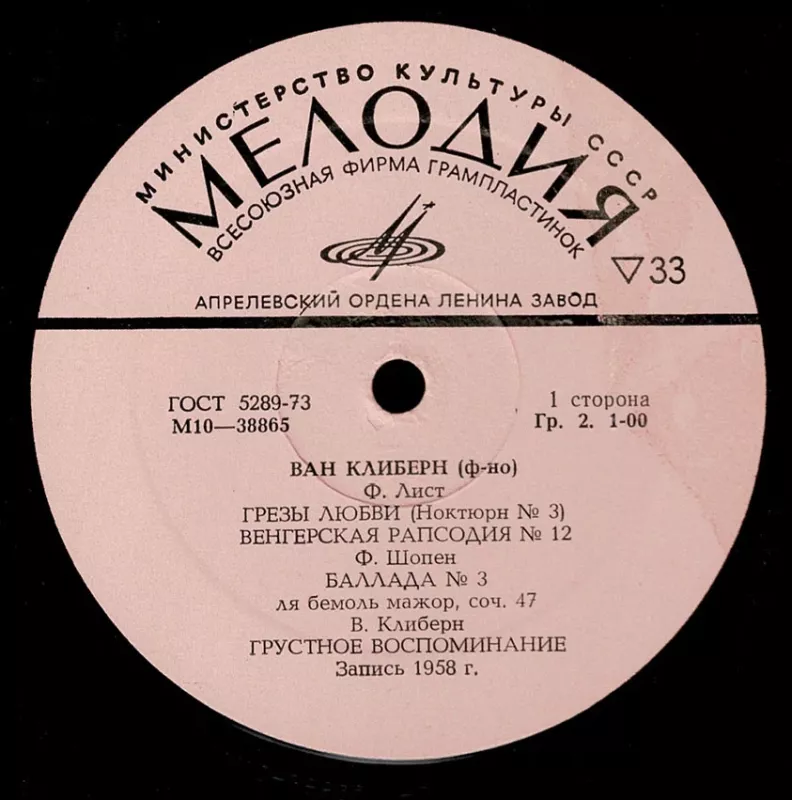 МИНИСТЕРСТВО КУЛЬТУРЫ СССР
МЕЛОДИЯ
ВСЕСОЮЗНАЯ ФИРМА ГРАМПЛАСТИНОК
▽33
АПРЕЛЕВСКИЙ ОРДЕНА ЛЕНИНА ЗАВОД
ГОСТ 5289-73
М10—38865
1 сторона
Гр. 2. 1-00
ВАН КЛИБЕРН (ф-но)
Ф. Лист
ГРЕЗЫ ЛЮБВИ (Ноктюрн № 3)
ВЕНГЕРСКАЯ РАПСОДИЯ № 12
Ф. Шопен
БАЛЛАДА № 3
ля бемоль мажор, соч. 47
В. Клиберн
ГРУСТНОЕ ВОСПОМИНАНИЕ
Запись 1958 г.